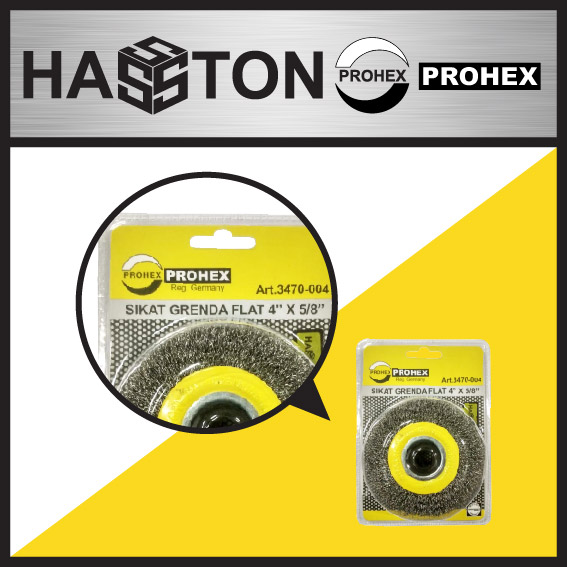 HASSTON PROHEX PROHEX
PROHEX PROHEX
Reg. Germany
Art.3470-004
SIKAT GRENDA FLAT 4" X 5/8"
HA
PROHEX PROHEX
Reg. Germany
Art.3470-004
SIKAT GRENDA FLAT 4" X 5/8"